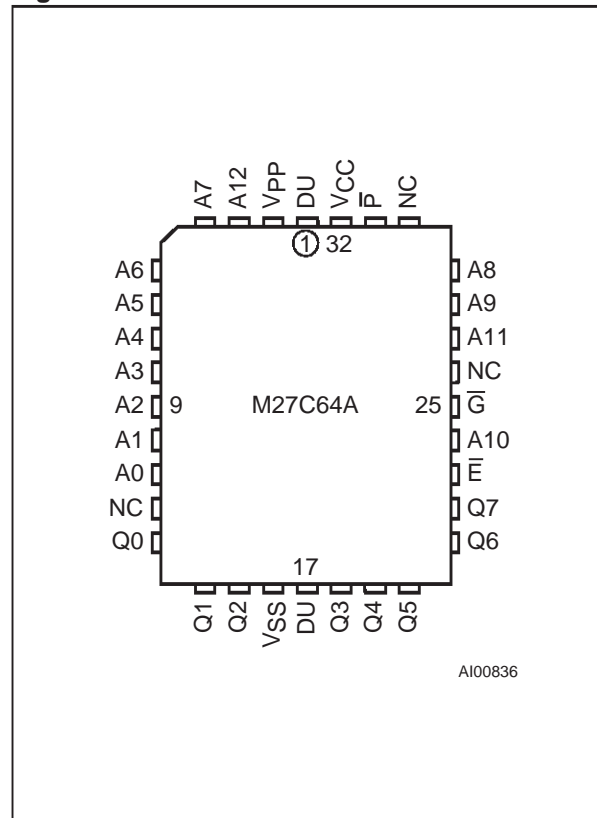 A7 A12 VPP DU VCC P̅ NC
1 32
A6 A8
A5 A9
A4 A11
A3 NC
A2 9 M27C64A 25 G̅
A1 A10
A0 E̅
NC Q7
Q0 Q6
17
Q1 Q2 VSS DU Q3 Q4 Q5
AI00836